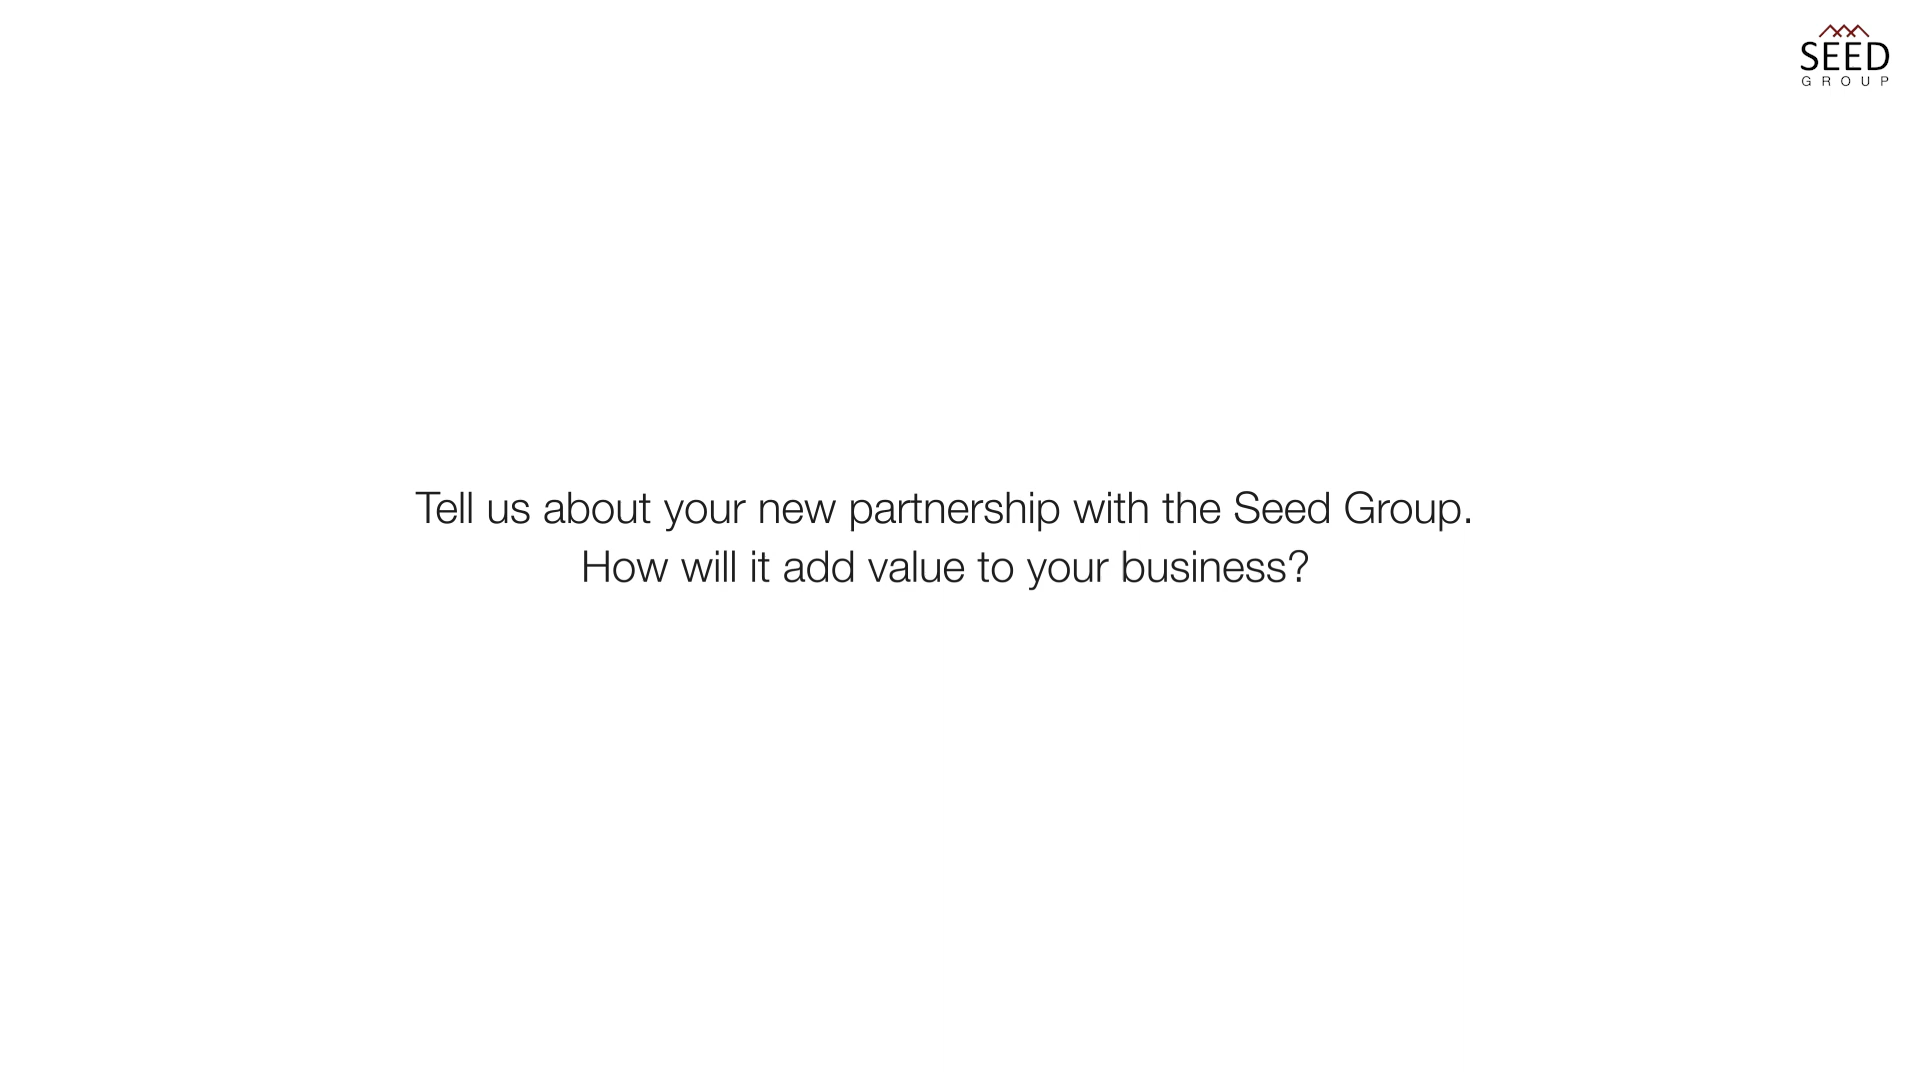 SEED
GROUP
Tell us about your new partnership with the Seed Group.
How will it add value to your business?